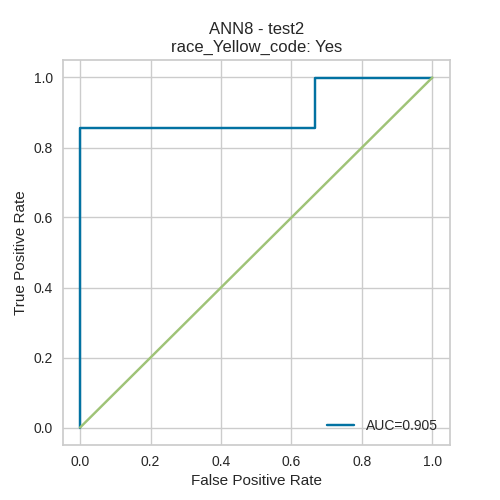 ANN8 - test2
race_Yellow_code: Yes
1.0
0.8
0.6
0.4
0.2
0.0
True Positive Rate
AUC=0.905
0.0 0.2 0.4 0.6 0.8 1.0
False Positive Rate